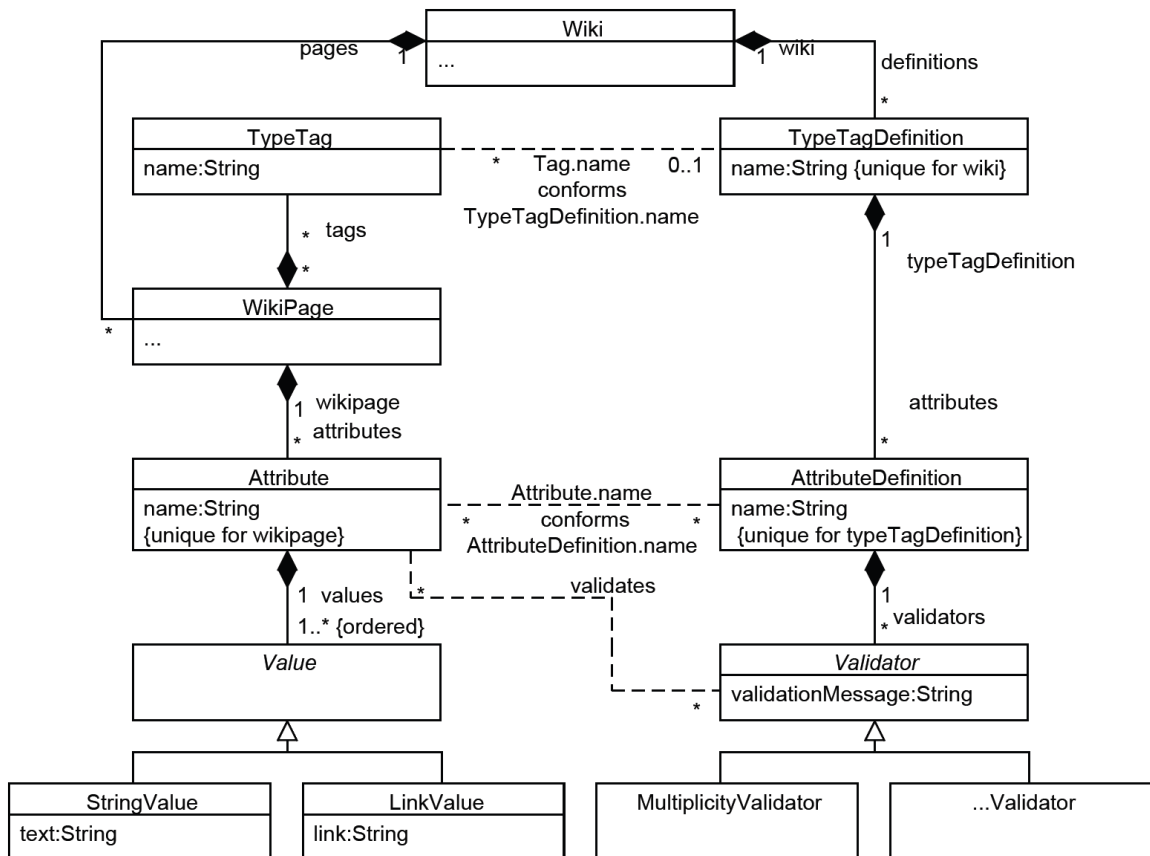 Wiki
...
pages
1
1
wiki
definitions
*
TypeTag
name:String
*
Tag.name
conforms
TypeTagDefinition.name
0..1
TypeTagDefinition
name:String {unique for wiki}
*
tags
*
1
typeTagDefinition
WikiPage
...
*
1
wikipage
attributes
*
attributes
*
Attribute
name:String
{unique for wikipage}
*
Attribute.name
conforms
AttributeDefinition.name
*
AttributeDefinition
name:String
{unique for typeTagDefinition}
1
values
1..* {ordered}
*
validates
*
1
validators
*
Value
Validator
validationMessage:String
StringValue
text:String
LinkValue
link:String
MultiplicityValidator
...Validator